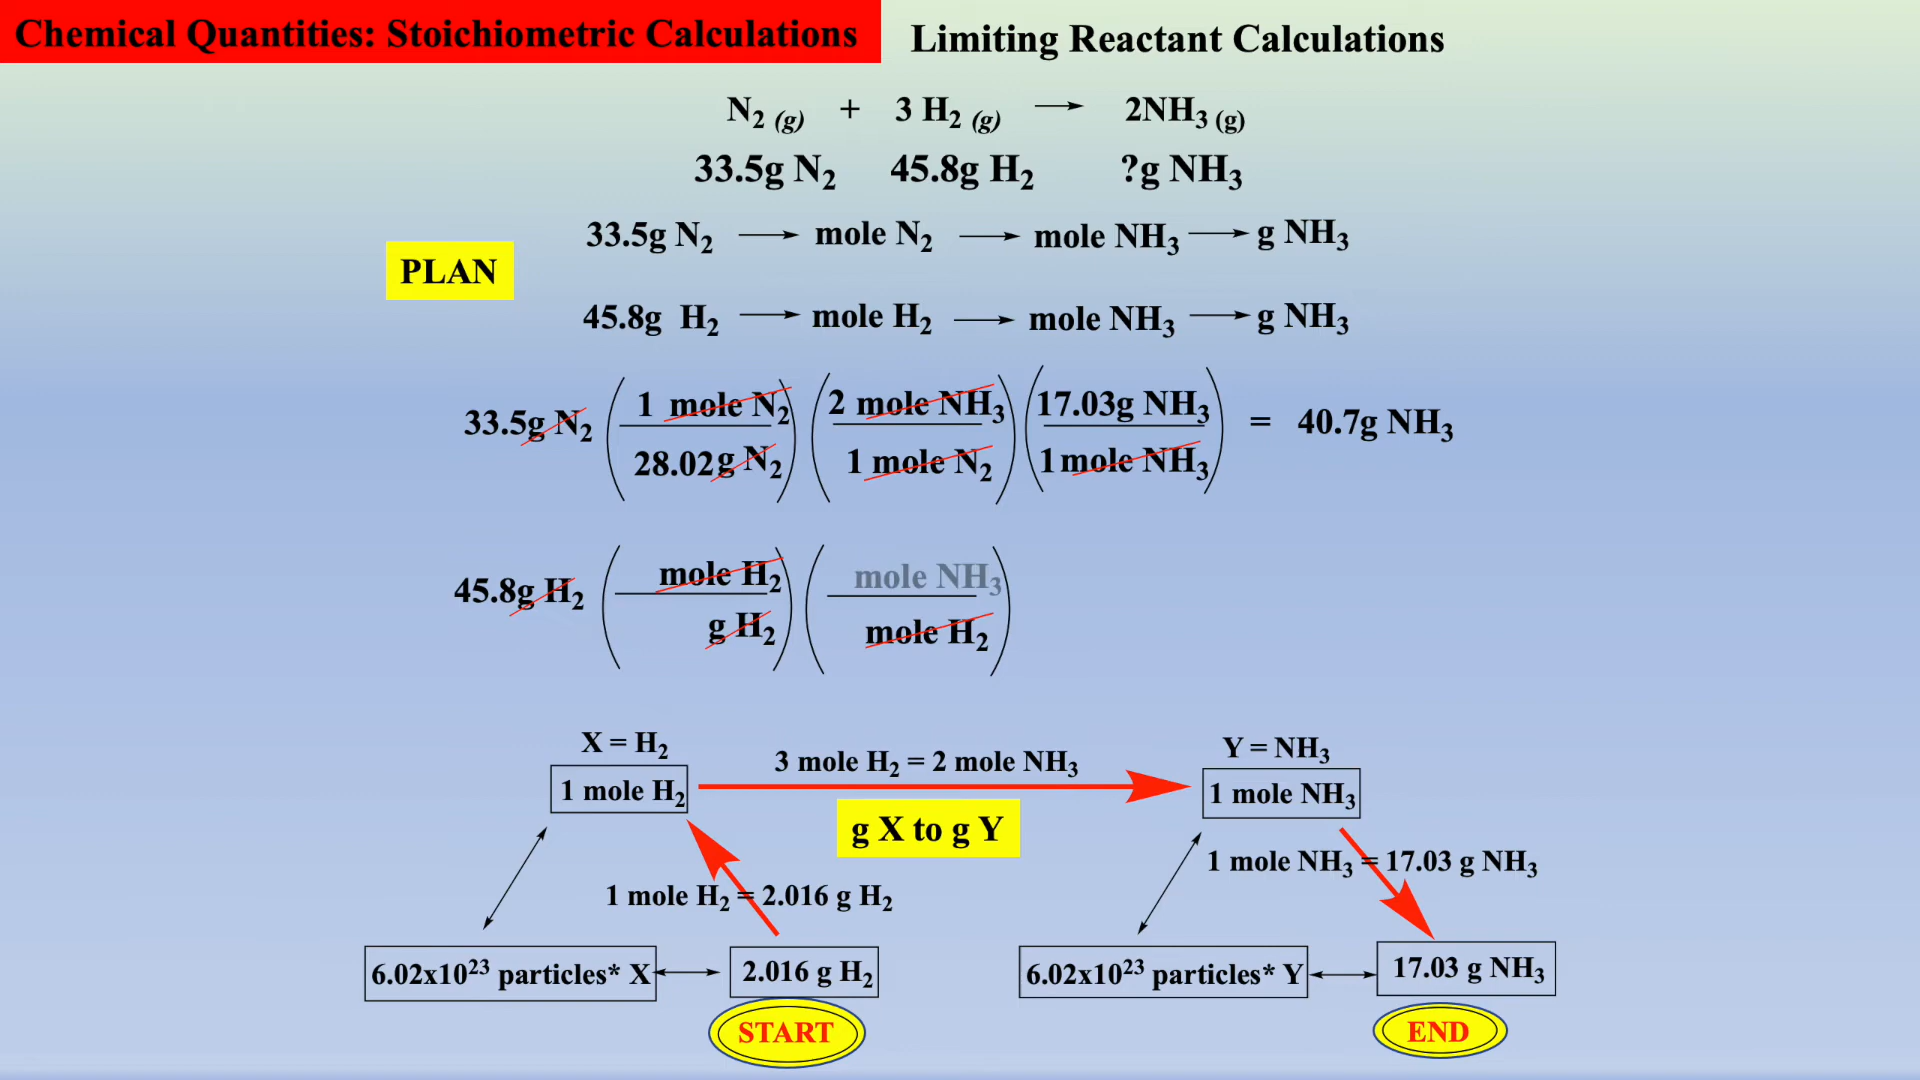 Chemical Quantities: Stoichiometric Calculations
Limiting Reactant Calculations
N2 (g) + 3 H2 (g) → 2NH3 (g)
33.5g N2 45.8g H2 ?g NH3
33.5g N2 → mole N2 → mole NH3 → g NH3
PLAN
45.8g H2 → mole H2 → mole NH3 → g NH3
33.5g N2 (1 mole N2 / 28.02g N2) (2 mole NH3 / 1 mole N2) (17.03g NH3 / 1 mole NH3) = 40.7g NH3
45.8g H2 (mole H2 / g H2) (mole NH3 / mole H2)
X = H2
3 mole H2 = 2 mole NH3
Y = NH3
1 mole H2
1 mole NH3
g X to g Y
1 mole NH3 = 17.03 g NH3
1 mole H2 = 2.016 g H2
6.02x10^23 particles* X
2.016 g H2
6.02x10^23 particles* Y
17.03 g NH3
START
END